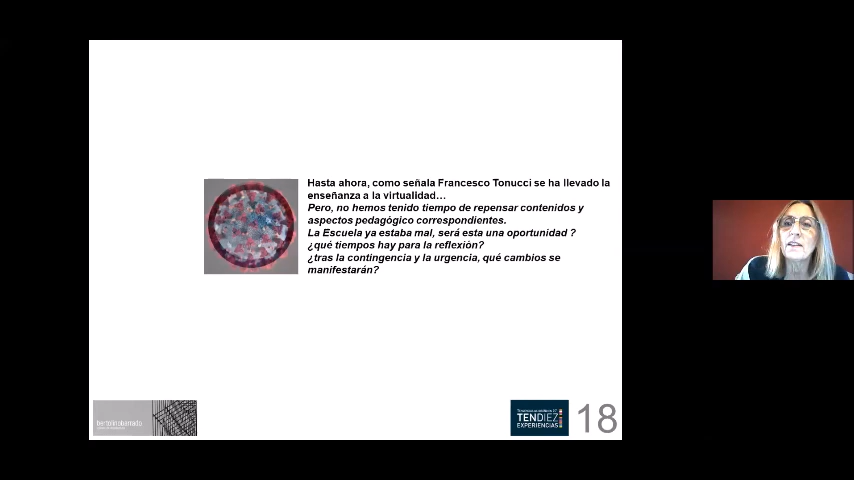 Hasta ahora, como señala Francesco Tonucci se ha llevado la
enseñanza a la virtualidad…
Pero, no hemos tenido tiempo de repensar contenidos y
aspectos pedagógico correspondientes.
La Escuela ya estaba mal, será esta una oportunidad ?
¿qué tiempos hay para la reflexión?
¿tras la contingencia y la urgencia, qué cambios se
manifestarán?
TENDIEZ
EXPERIENCIAS
18